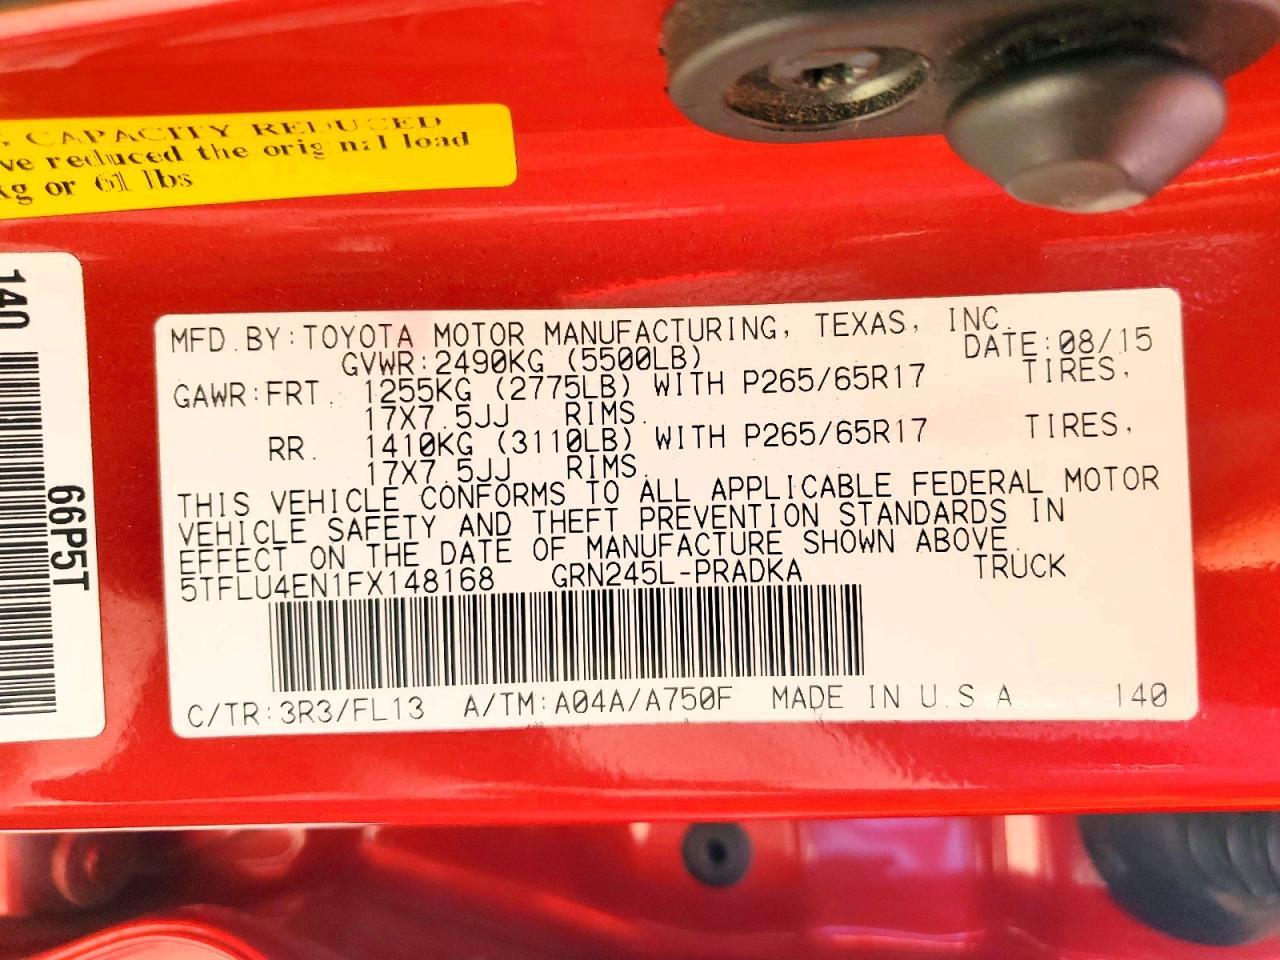 CAPACITY REDUCED
ve reduced the original load
kg or 61 lbs
140
66P5T
MFD. BY: TOYOTA MOTOR MANUFACTURING, TEXAS, INC.
GVWR: 2490KG (5500LB) DATE: 08/15
GAWR: FRT. 1255KG (2775LB) WITH P265/65R17 TIRES,
17X7.5JJ RIMS.
RR. 1410KG (3110LB) WITH P265/65R17 TIRES,
17X7.5JJ RIMS.
THIS VEHICLE CONFORMS TO ALL APPLICABLE FEDERAL MOTOR
VEHICLE SAFETY AND THEFT PREVENTION STANDARDS IN
EFFECT ON THE DATE OF MANUFACTURE SHOWN ABOVE.
5TFLU4EN1FX148168 GRN245L-PRADKA TRUCK
C/TR: 3R3/FL13 A/TM: A04A/A750F MADE IN U.S.A. 140